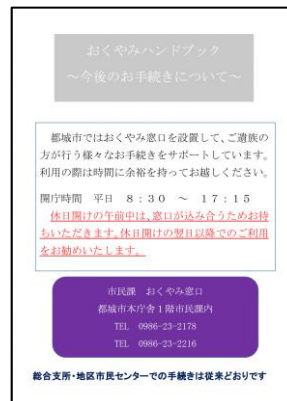 おくやみハンドブック
～今後のお手続きについて～
都城市ではおくやみ窓口を設置して、ご遺族の
方が行う様々なお手続きをサポートしています。
利用の際は時間に余裕を持ってお越しください。
開庁時間　平日　8：30　～　17：15
休日開けの午前中は、窓口が込み合うためお待
ちいただきます。休日開けの翌日以降でのご利用
をお勧めいたします。
市民課　おくやみ窓口
都城市本庁舎1階市民課内
TEL　0986-23-2178
TEL　0986-23-2216
総合支所・地区市民センターでの手続きは従来どおりです